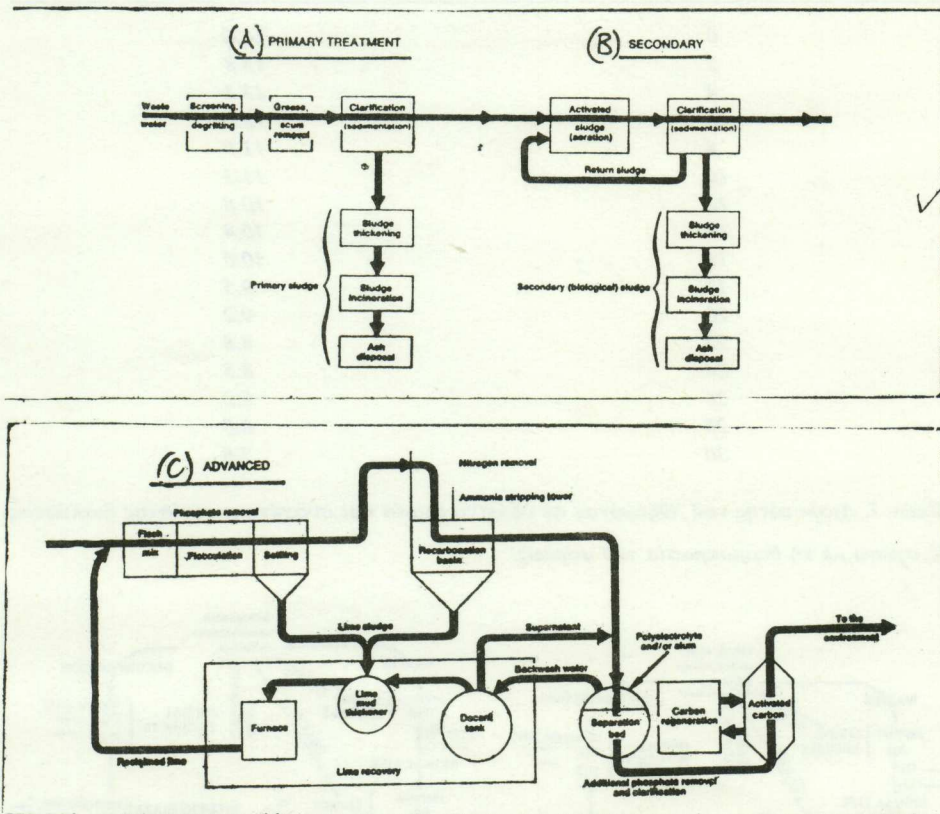 (A) PRIMARY TREATMENT
(B) SECONDARY
Waste
water
Screening,
degritting
Grease,
scum
removal
Clarification
(sedimentation)
Activated
sludge
(aeration)
Clarification
(sedimentation)
Return sludge
Sludge
thickening
Primary sludge
Sludge
incineration
Ash
disposal
Sludge
thickening
Secondary (biological) sludge
Sludge
incineration
Ash
disposal
(C) ADVANCED
Nitrogen removal
Ammonia stripping tower
Phosphate removal
Flash
mix
Flocculation
Settling
Recarbonation
basin
Lime sludge
Supernatant
Polyelectrolyte
and/or alum
To the
environment
Backwash water
Lime
mud
thickener
Decant
tank
Separation
bed
Carbon
regeneration
Activated
carbon
Reclaimed lime
Lime recovery
Additional phosphate removal
and clarification